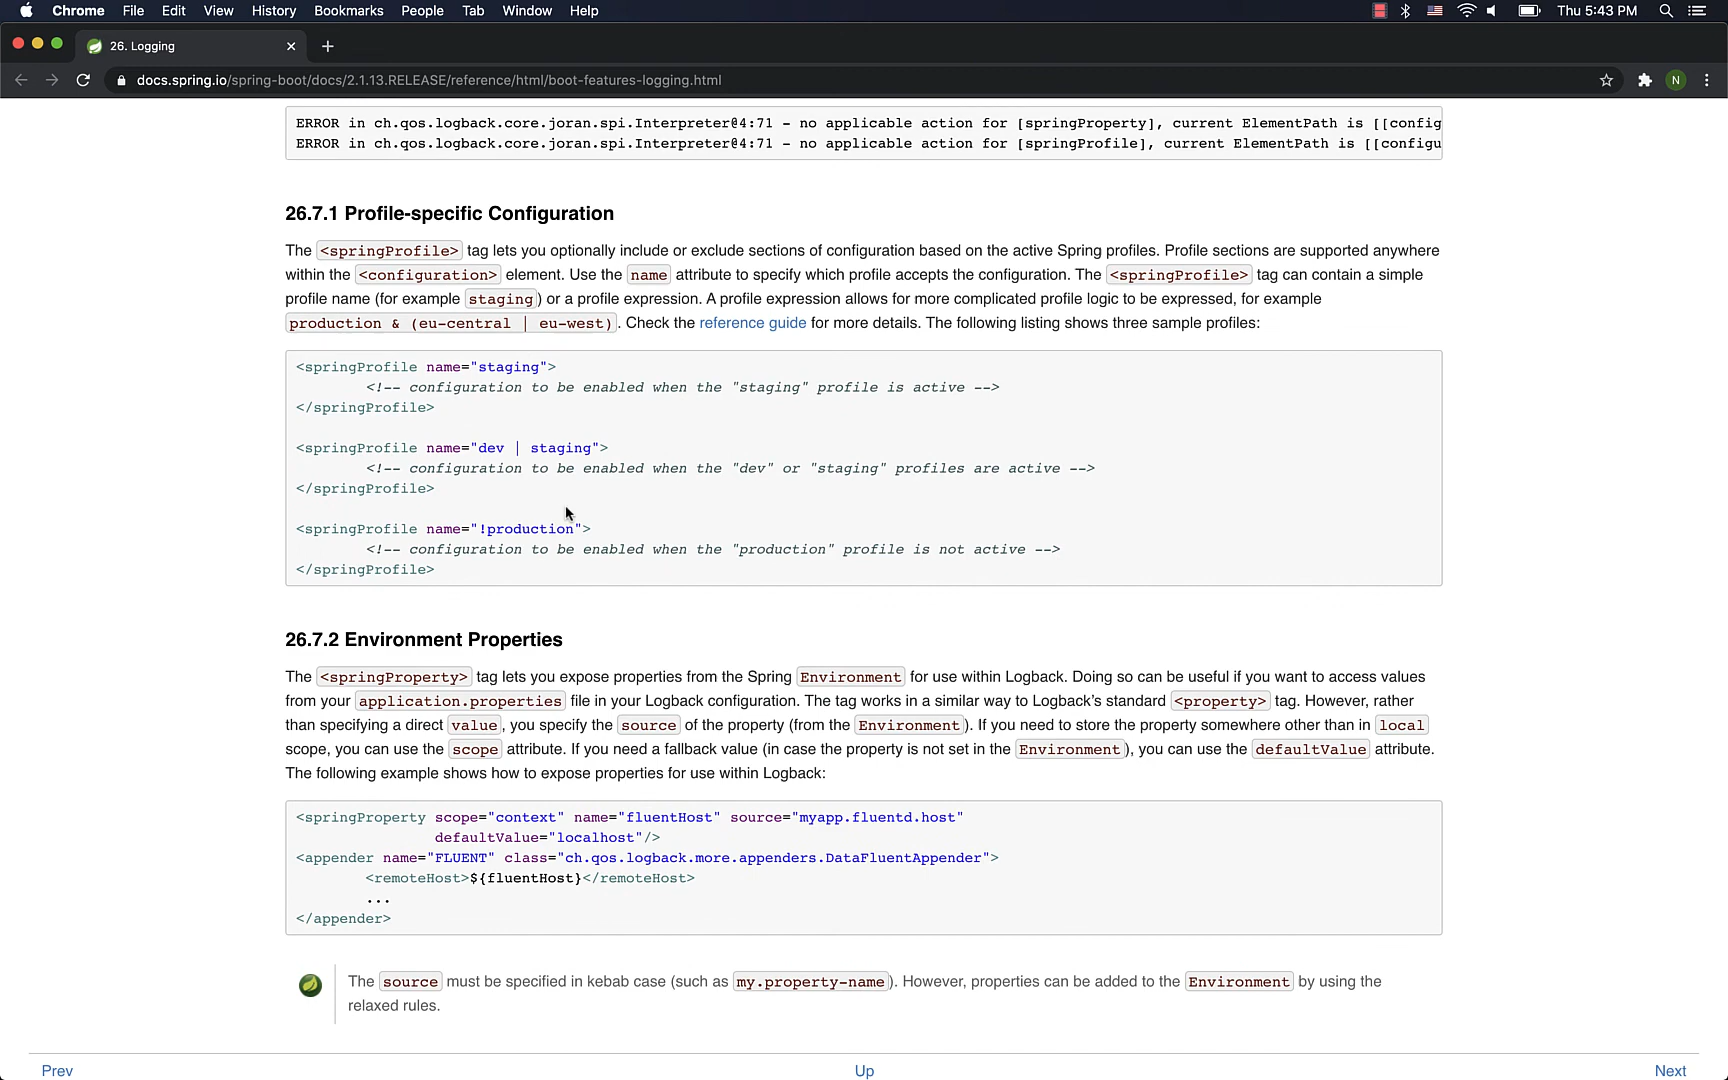 Chrome File Edit View History Bookmarks People Tab Window Help Thu 5:43 PM
26. Logging
docs.spring.io/spring-boot/docs/2.1.13.RELEASE/reference/html/boot-features-logging.html N
ERROR in ch.qos.logback.core.joran.spi.Interpreter@4:71 - no applicable action for [springProperty], current ElementPath is [[config
ERROR in ch.qos.logback.core.joran.spi.Interpreter@4:71 - no applicable action for [springProfile], current ElementPath is [[configu
26.7.1 Profile-specific Configuration
The <springProfile> tag lets you optionally include or exclude sections of configuration based on the active Spring profiles. Profile sections are supported anywhere
within the <configuration> element. Use the name attribute to specify which profile accepts the configuration. The <springProfile> tag can contain a simple
profile name (for example staging) or a profile expression. A profile expression allows for more complicated profile logic to be expressed, for example
production & (eu-central | eu-west). Check the reference guide for more details. The following listing shows three sample profiles:
<springProfile name="staging">
<!-- configuration to be enabled when the "staging" profile is active -->
</springProfile>
<springProfile name="dev | staging">
<!-- configuration to be enabled when the "dev" or "staging" profiles are active -->
</springProfile>
<springProfile name="!production">
<!-- configuration to be enabled when the "production" profile is not active -->
</springProfile>
26.7.2 Environment Properties
The <springProperty> tag lets you expose properties from the Spring Environment for use within Logback. Doing so can be useful if you want to access values
from your application.properties file in your Logback configuration. The tag works in a similar way to Logback's standard <property> tag. However, rather
than specifying a direct value, you specify the source of the property (from the Environment). If you need to store the property somewhere other than in local
scope, you can use the scope attribute. If you need a fallback value (in case the property is not set in the Environment), you can use the defaultValue attribute.
The following example shows how to expose properties for use within Logback:
<springProperty scope="context" name="fluentHost" source="myapp.fluentd.host"
defaultValue="localhost"/>
<appender name="FLUENT" class="ch.qos.logback.more.appenders.DataFluentAppender">
<remoteHost>${fluentHost}</remoteHost>
...
</appender>
The source must be specified in kebab case (such as my.property-name). However, properties can be added to the Environment by using the
relaxed rules.
Prev Up Next